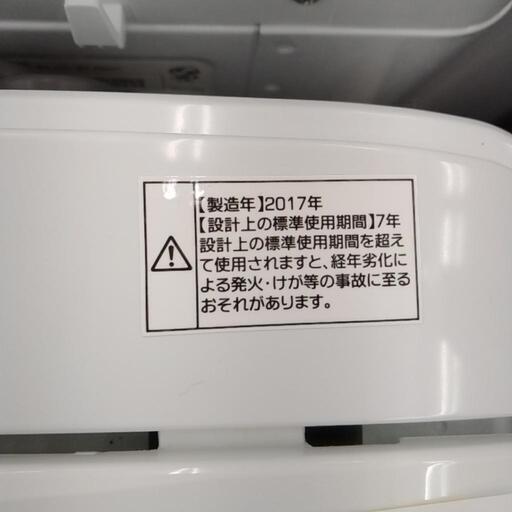 【製造年】2017年
【設計上の標準使用期間】7年
設計上の標準使用期間を超え
て使用されますと、経年劣化に
よる発火・けが等の事故に至る
おそれがあります。